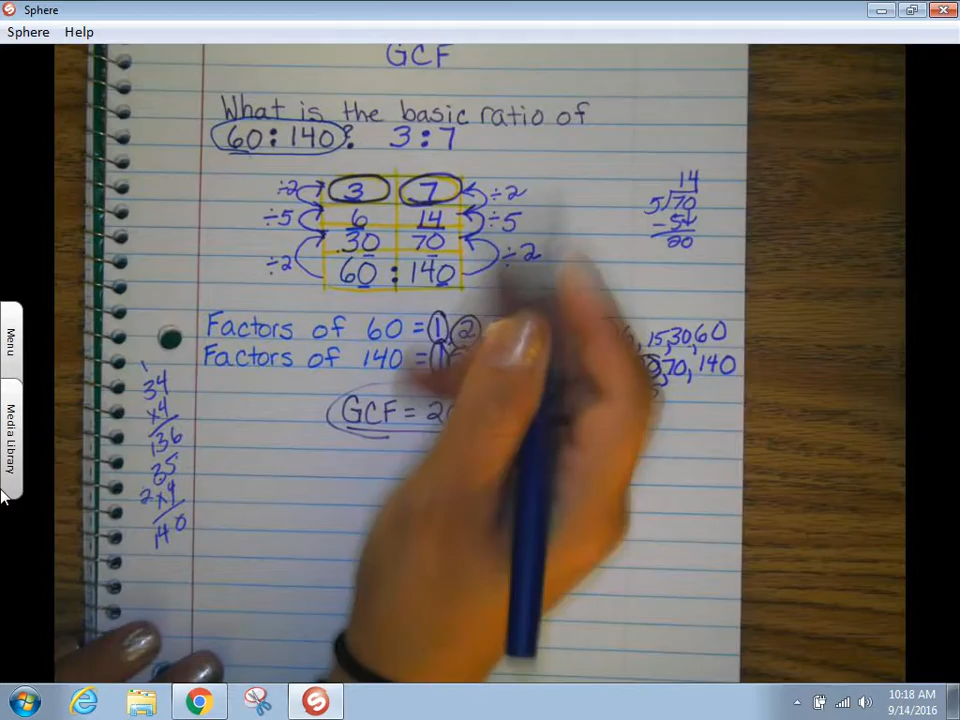 Sphere
Sphere Help
GCF
What is the basic ratio of
60:140? 3:7
÷2 3 7 ÷2
÷5 6 14 ÷5
30 70
÷2 60 : 140 ÷2
14
5 70
- 5
20
Factors of 60 = 1, 2 15, 30, 60
Factors of 140 = 1 70, 140
GCF = 20
1
34
x4
136
35
2 x4
140
Menu
Media Library
10:18 AM
9/14/2016